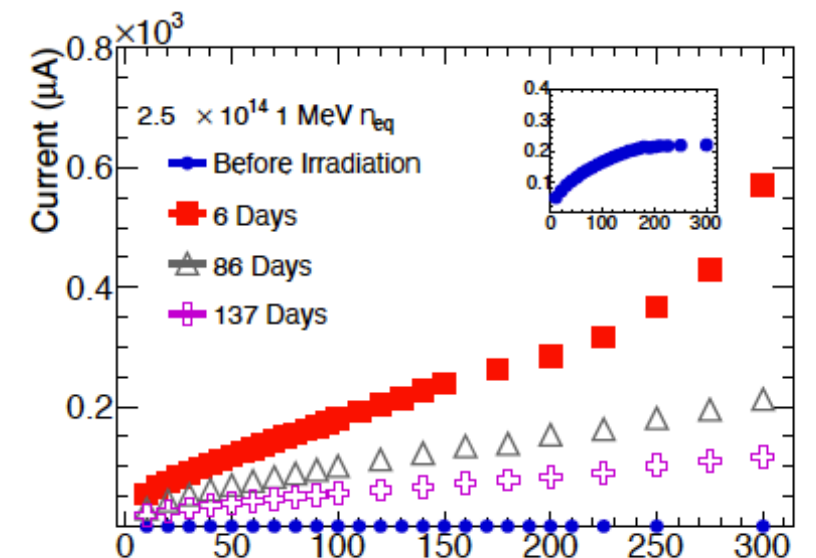 ×10³
0.8
Current (μA)
2.5 × 10¹⁴ 1 MeV nₑq
Before Irradiation
6 Days
86 Days
137 Days
0.6
0.4
0.2
0 50 100 150 200 250 300
0.4
0.3
0.2
0.1
0 100 200 300